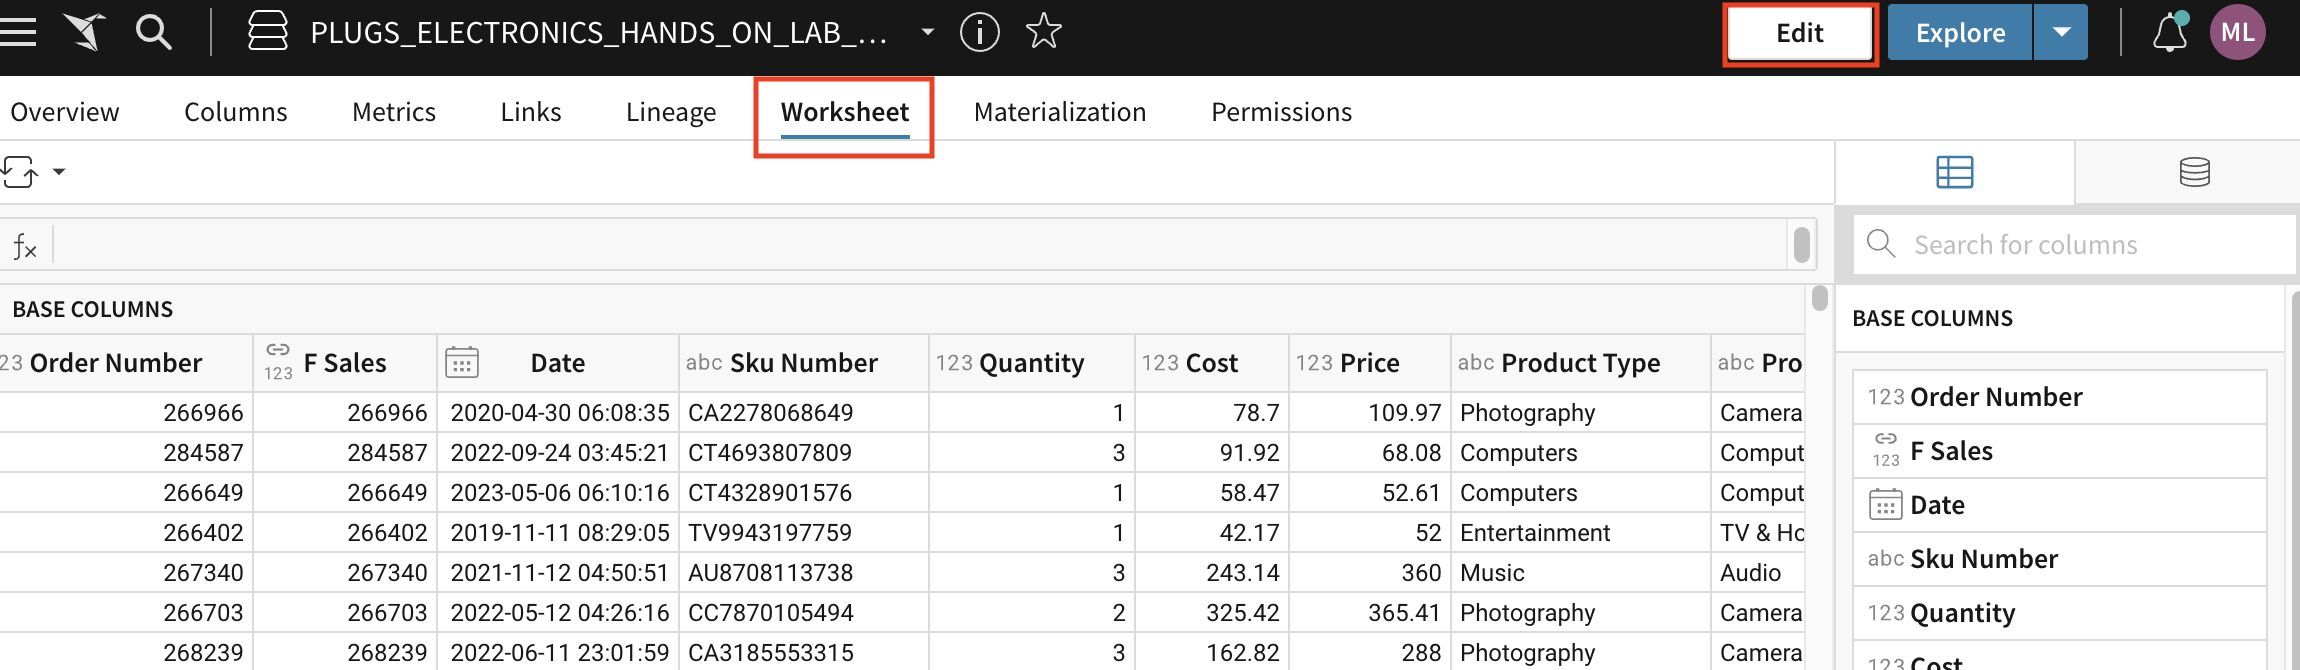 PLUGS_ELECTRONICS_HANDS_ON_LAB_...
Edit
Explore
ML
Overview Columns Metrics Links Lineage Worksheet Materialization Permissions
fx
Search for columns
BASE COLUMNS
23 Order Number 123 F Sales Date abc Sku Number 123 Quantity 123 Cost 123 Price abc Product Type abc Pro
266966 266966 2020-04-30 06:08:35 CA2278068649 1 78.7 109.97 Photography Camera
284587 284587 2022-09-24 03:45:21 CT4693807809 3 91.92 68.08 Computers Comput
266649 266649 2023-05-06 06:10:16 CT4328901576 1 58.47 52.61 Computers Comput
266402 266402 2019-11-11 08:29:05 TV9943197759 1 42.17 52 Entertainment TV & Ho
267340 267340 2021-11-12 04:50:51 AU8708113738 3 243.14 360 Music Audio
266703 266703 2022-05-12 04:26:16 CC7870105494 2 325.42 365.41 Photography Camera
268239 268239 2022-06-11 23:01:59 CA3185553315 3 162.82 288 Photography Camera
BASE COLUMNS
123 Order Number
123 F Sales
Date
abc Sku Number
123 Quantity
123 Cost